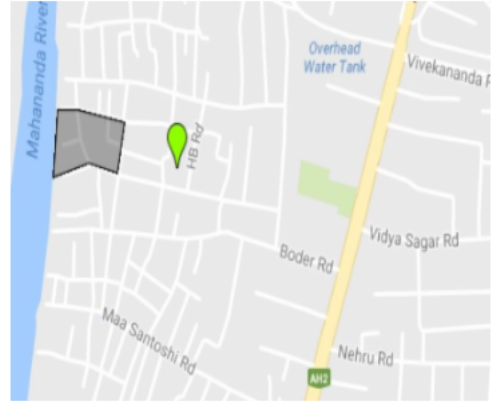 Mahananda River
Overhead
Water Tank
Vivekananda R
HB Rd
Vidya Sagar Rd
Boder Rd
Maa Santoshi Rd
Nehru Rd
AH2